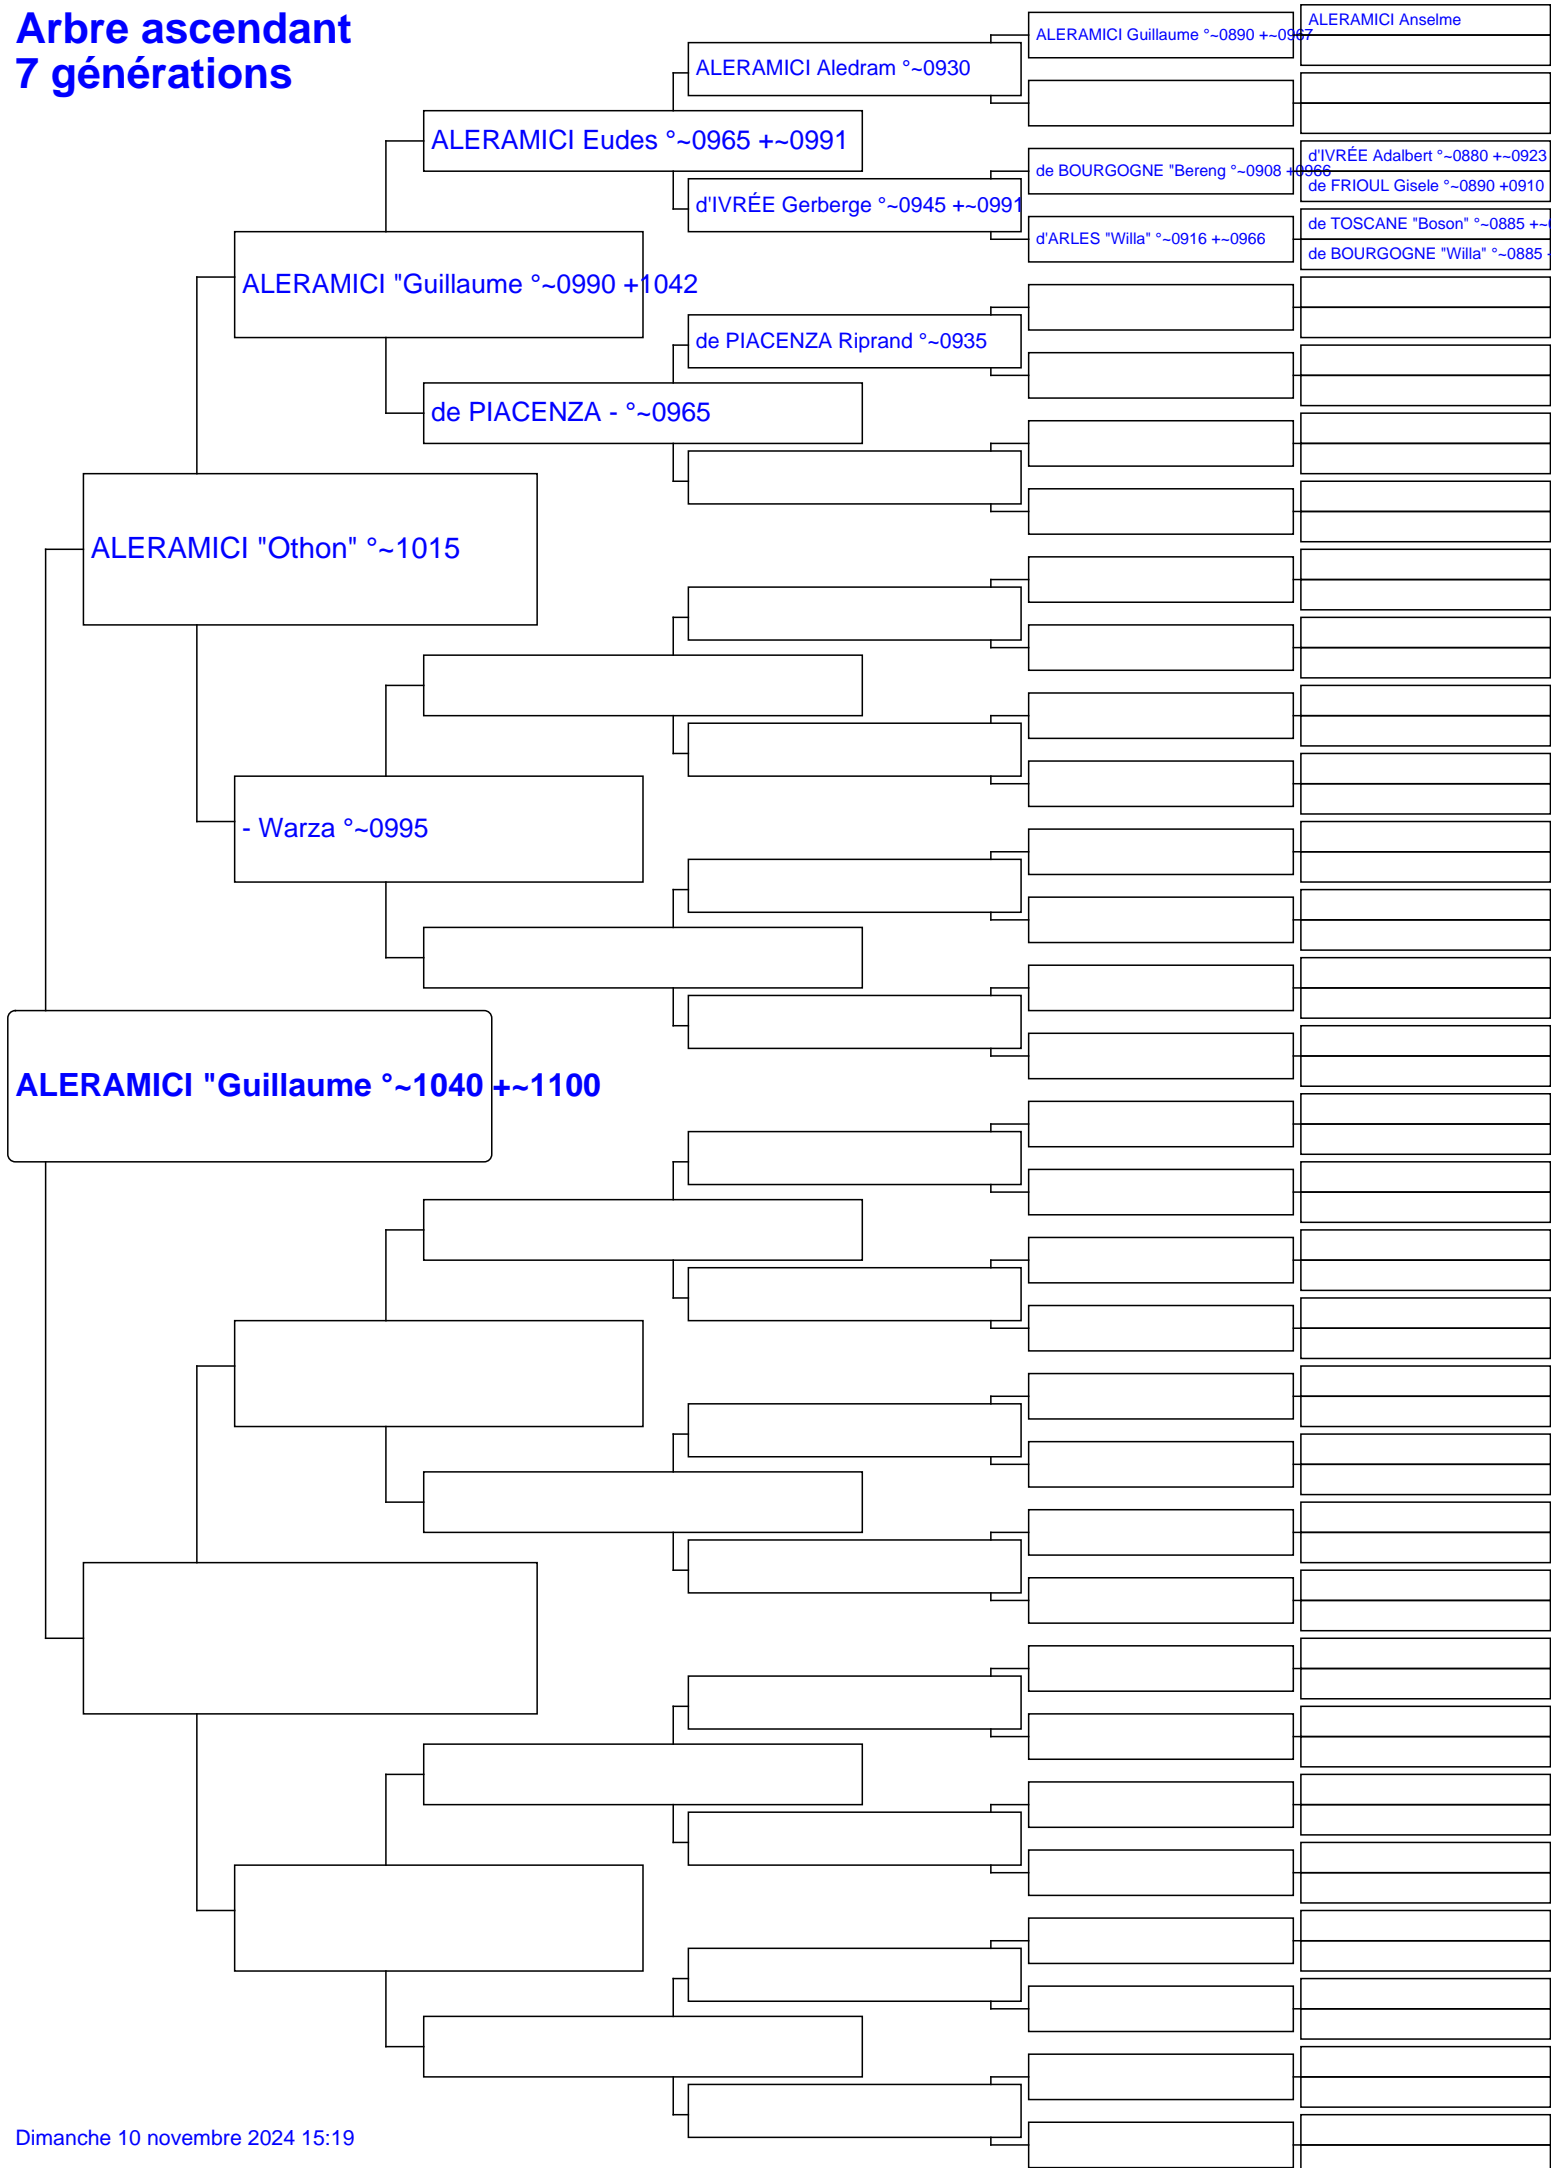 Arbre ascendant
7 générations
ALERAMICI Anselme
ALERAMICI Guillaume °~0890 +~0967
ALERAMICI Aledram °~0930
ALERAMICI Eudes °~0965 +~0991
d'IVRÉE Adalbert °~0880 +~0923
de BOURGOGNE "Bereng °~0908 +0966
de FRIOUL Gisele °~0890 +0910
d'IVRÉE Gerberge °~0945 +~0991
de TOSCANE "Boson" °~0885 +~
d'ARLES "Willa" °~0916 +~0966
de BOURGOGNE "Willa" °~0885
ALERAMICI "Guillaume °~0990 +1042
de PIACENZA Riprand °~0935
de PIACENZA - °~0965
ALERAMICI "Othon" °~1015
- Warza °~0995
ALERAMICI "Guillaume °~1040 +~1100
Dimanche 10 novembre 2024 15:19